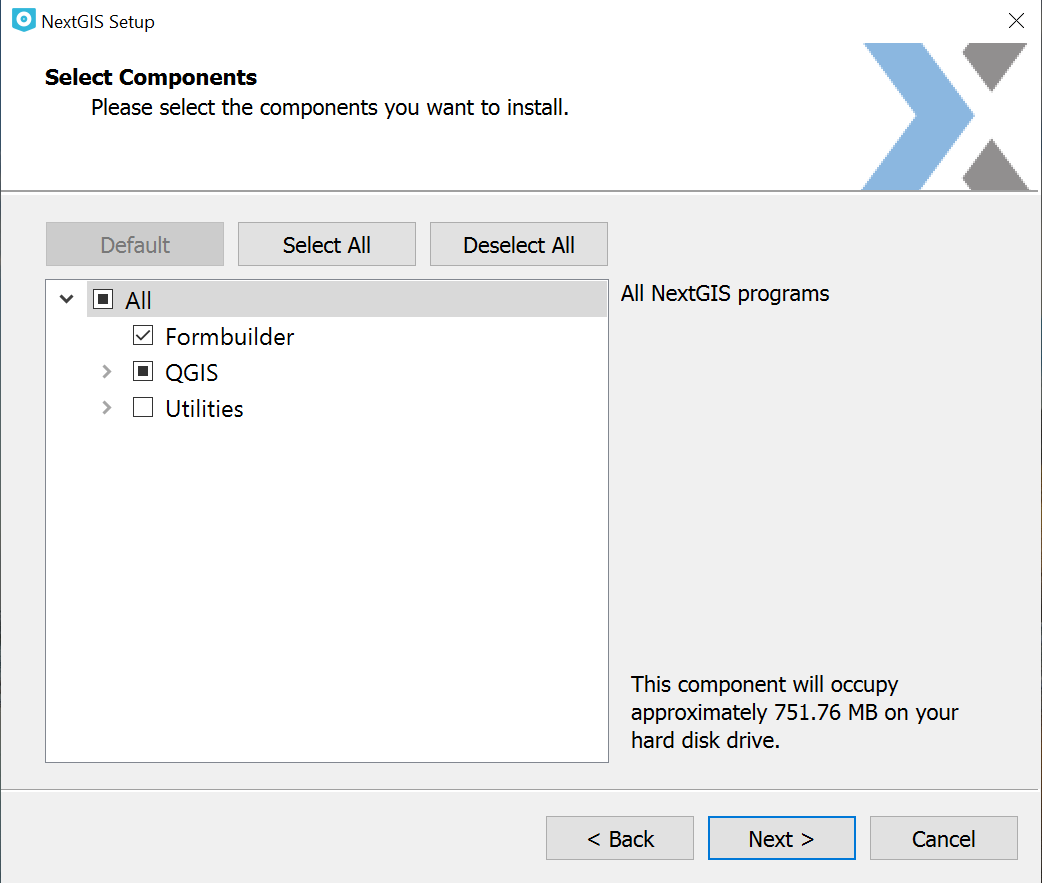 NextGIS Setup
Select Components
Please select the components you want to install.
Default
Select All
Deselect All
All
All NextGIS programs
Formbuilder
QGIS
Utilities
This component will occupy
approximately 751.76 MB on your
hard disk drive.
< Back
Next >
Cancel